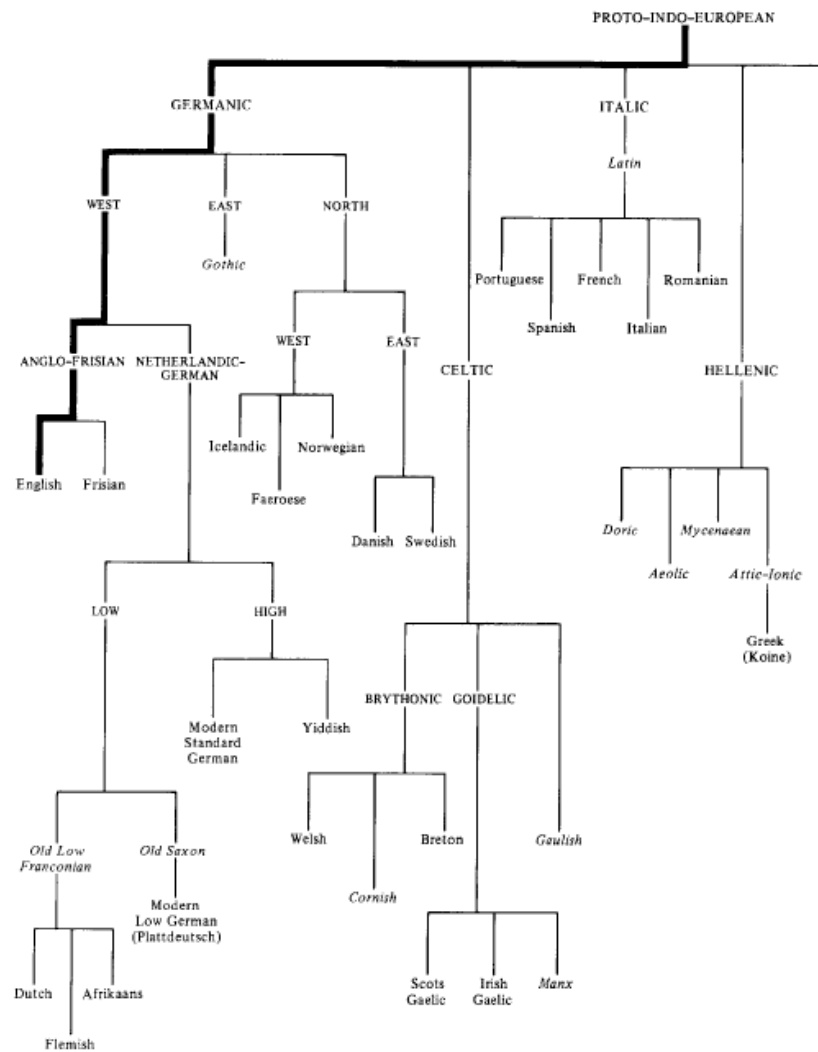 PROTO-INDO-EUROPEAN
GERMANIC
ITALIC
Latin
WEST
EAST
NORTH
Gothic
Portuguese
French
Romanian
Spanish
Italian
WEST
EAST
ANGLO-FRISIAN
NETHERLANDIC-
GERMAN
CELTIC
HELLENIC
Icelandic
Norwegian
English
Frisian
Faeroese
Danish
Swedish
Doric
Mycenaean
Aeolic
Attic-Ionic
LOW
HIGH
Greek
(Koine)
BRYTHONIC
GOIDELIC
Modern
Standard
German
Yiddish
Welsh
Breton
Gaulish
Old Low
Franconian
Old Saxon
Cornish
Modern
Low German
(Plattdeutsch)
Scots
Gaelic
Irish
Gaelic
Manx
Dutch
Afrikaans
Flemish